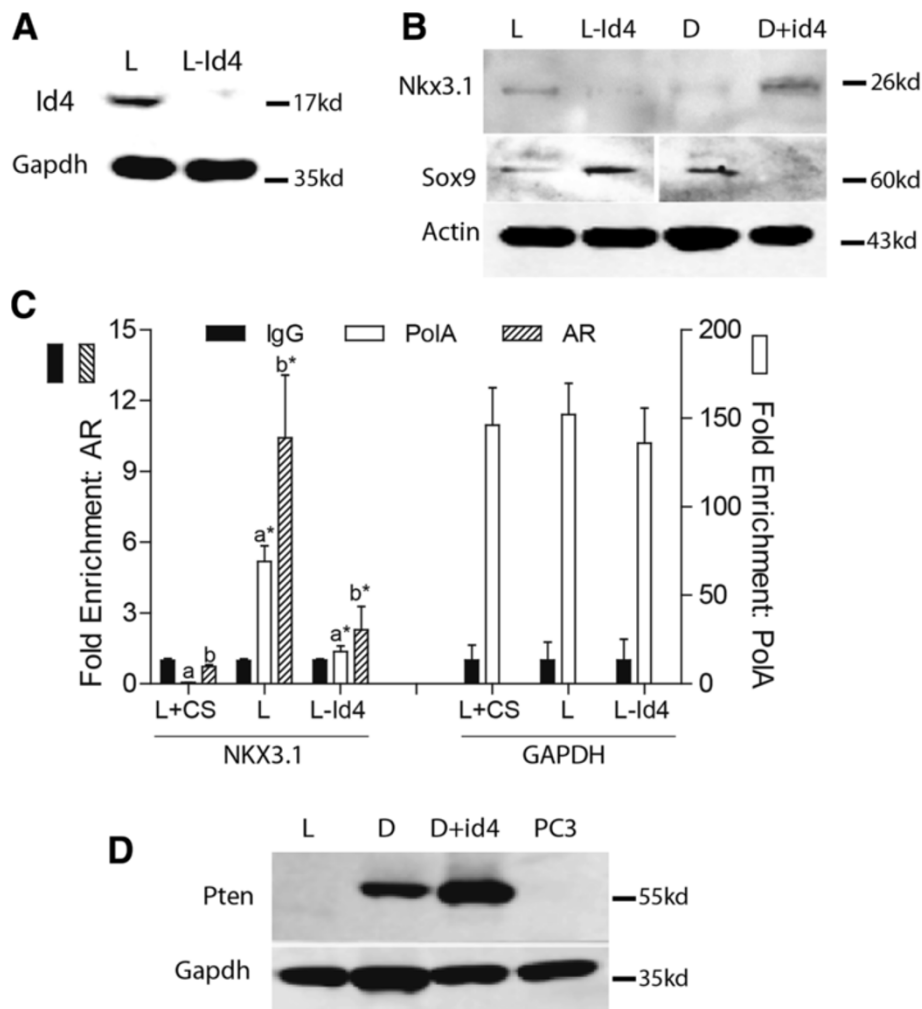 A
L L-Id4
Id4
17kd
Gapdh
35kd
B
L L-Id4 D D+id4
Nkx3.1
26kd
Sox9
60kd
Actin
43kd
C
IgG PolA AR
Fold Enrichment: AR
15
12
9
6
3
0
Fold Enrichment: PolA
200
150
100
50
0
a b
a* b*
a* b*
L+CS L L-Id4 L+CS L L-Id4
NKX3.1 GAPDH
D
L D D+id4 PC3
Pten
55kd
Gapdh
35kd